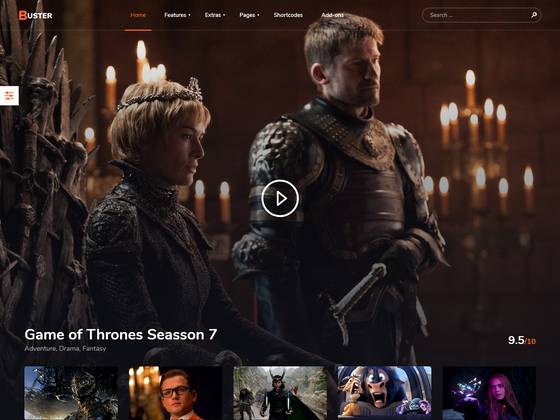 BUSTER
Home Features Extras Pages Shortcodes Add-ons Search ...
Game of Thrones Seasson 7
Adventure, Drama, Fantasy
9.5/10